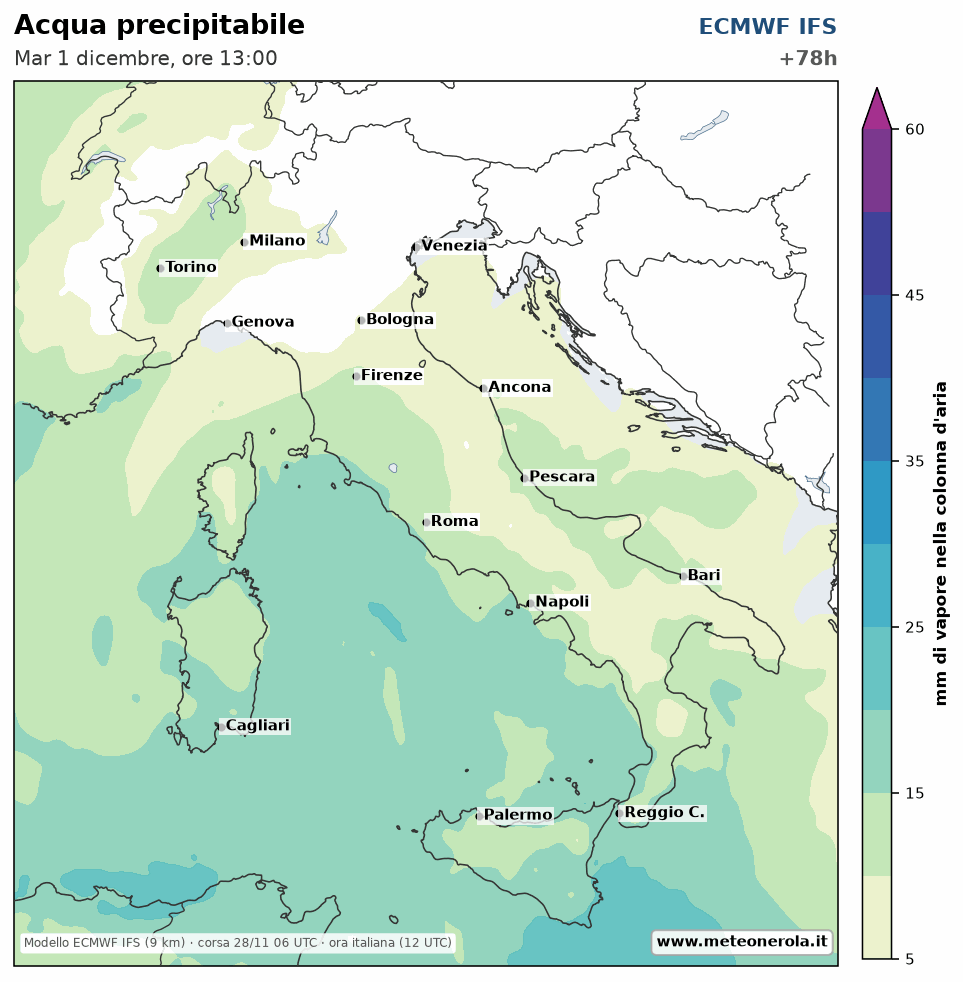 Acqua precipitabile
ECMWF IFS
Mar 1 dicembre, ore 13:00
+78h
60
45
35
25
15
5
mm di vapore nella colonna d'aria
Milano
Venezia
Torino
Genova
Bologna
Firenze
Ancona
Pescara
Roma
Bari
Napoli
Cagliari
Palermo
Reggio C.
Modello ECMWF IFS (9 km) · corsa 28/11 06 UTC · ora italiana (12 UTC)
www.meteonerola.it